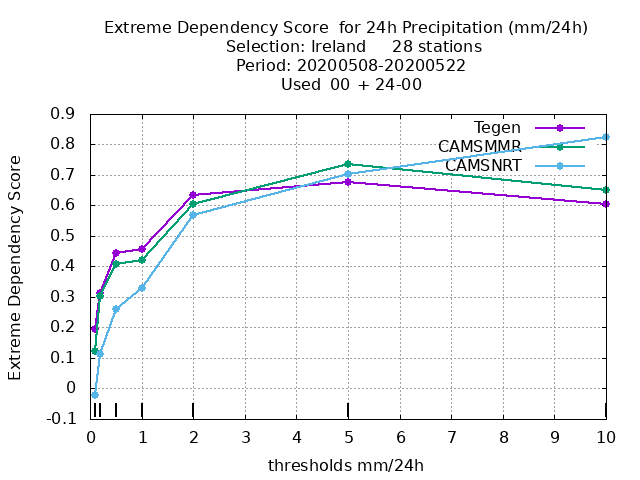 Extreme Dependency Score  for 24h Precipitation (mm/24h)
Selection: Ireland     28 stations
Period: 20200508-20200522
Used  00 + 24-00
Tegen
CAMSMMR
CAMSNRT
Extreme Dependency Score
0.9
0.8
0.7
0.6
0.5
0.4
0.3
0.2
0.1
0
-0.1
0 1 2 3 4 5 6 7 8 9 10
thresholds mm/24h